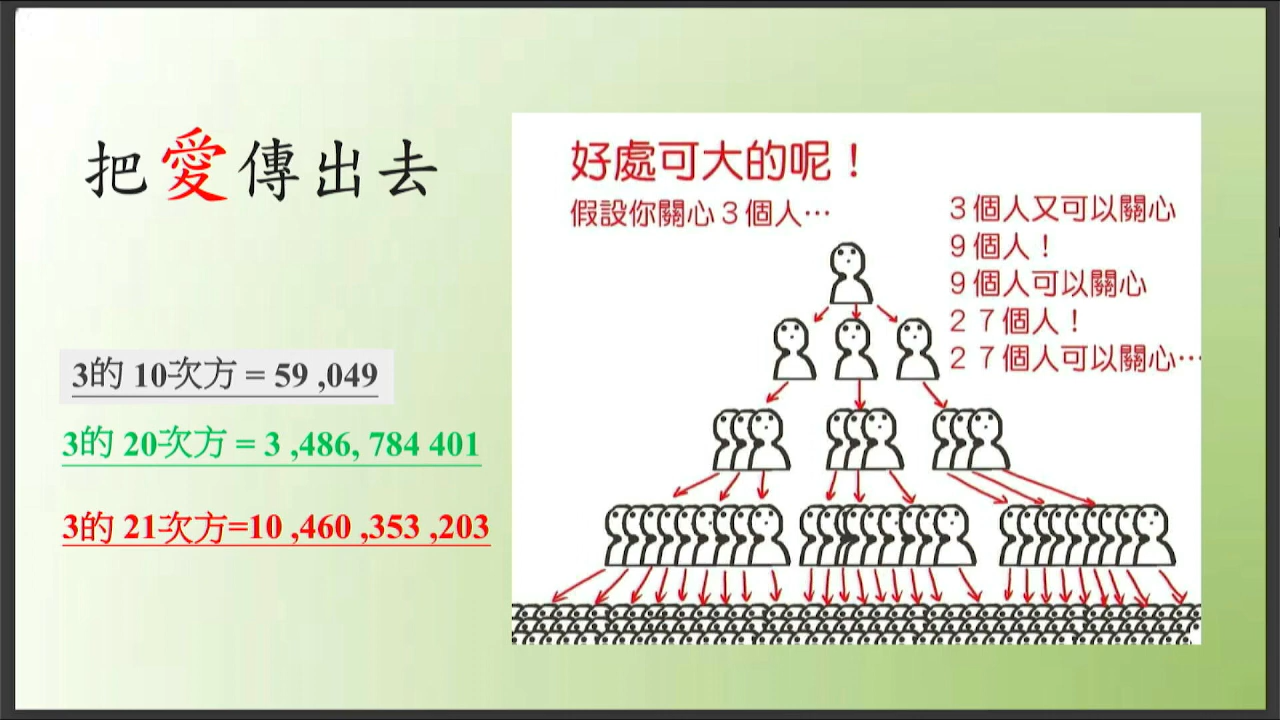 把愛傳出去
3的 10次方 = 59 ,049
3的 20次方 = 3 ,486, 784 401
3的 21次方=10 ,460 ,353 ,203
好處可大的呢！
假設你關心３個人…
３個人又可以關心
９個人！
９個人可以關心
２７個人！
２７個人可以關心…